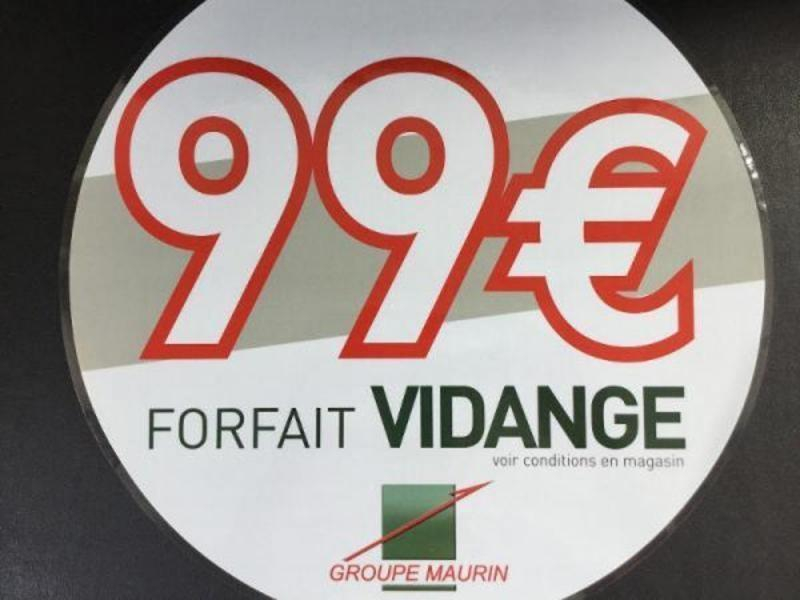 99€
FORFAIT VIDANGE
voir conditions en magasin
GROUPE MAURIN